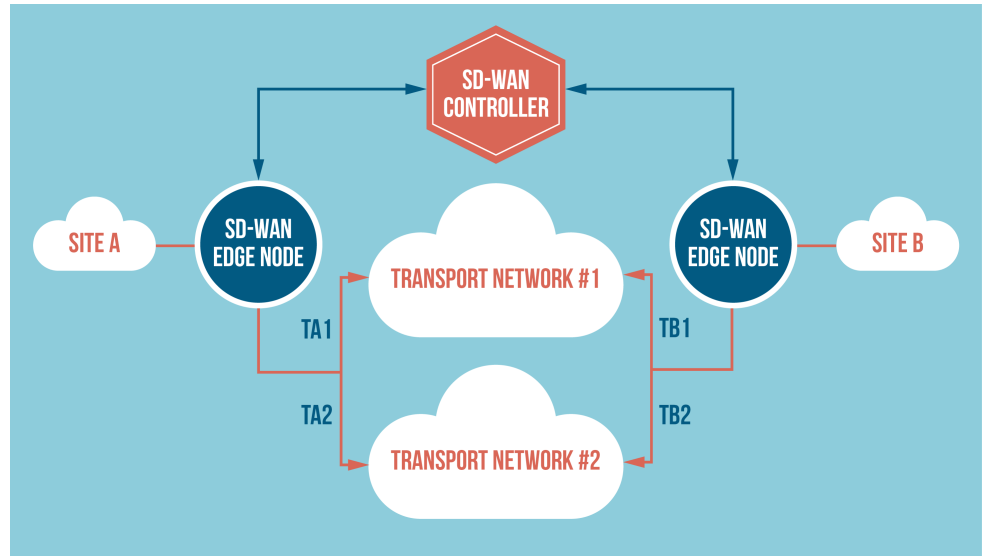 SD-WAN
CONTROLLER
SITE A
SD-WAN
EDGE NODE
SD-WAN
EDGE NODE
SITE B
TRANSPORT NETWORK #1
TA1
TB1
TA2
TB2
TRANSPORT NETWORK #2